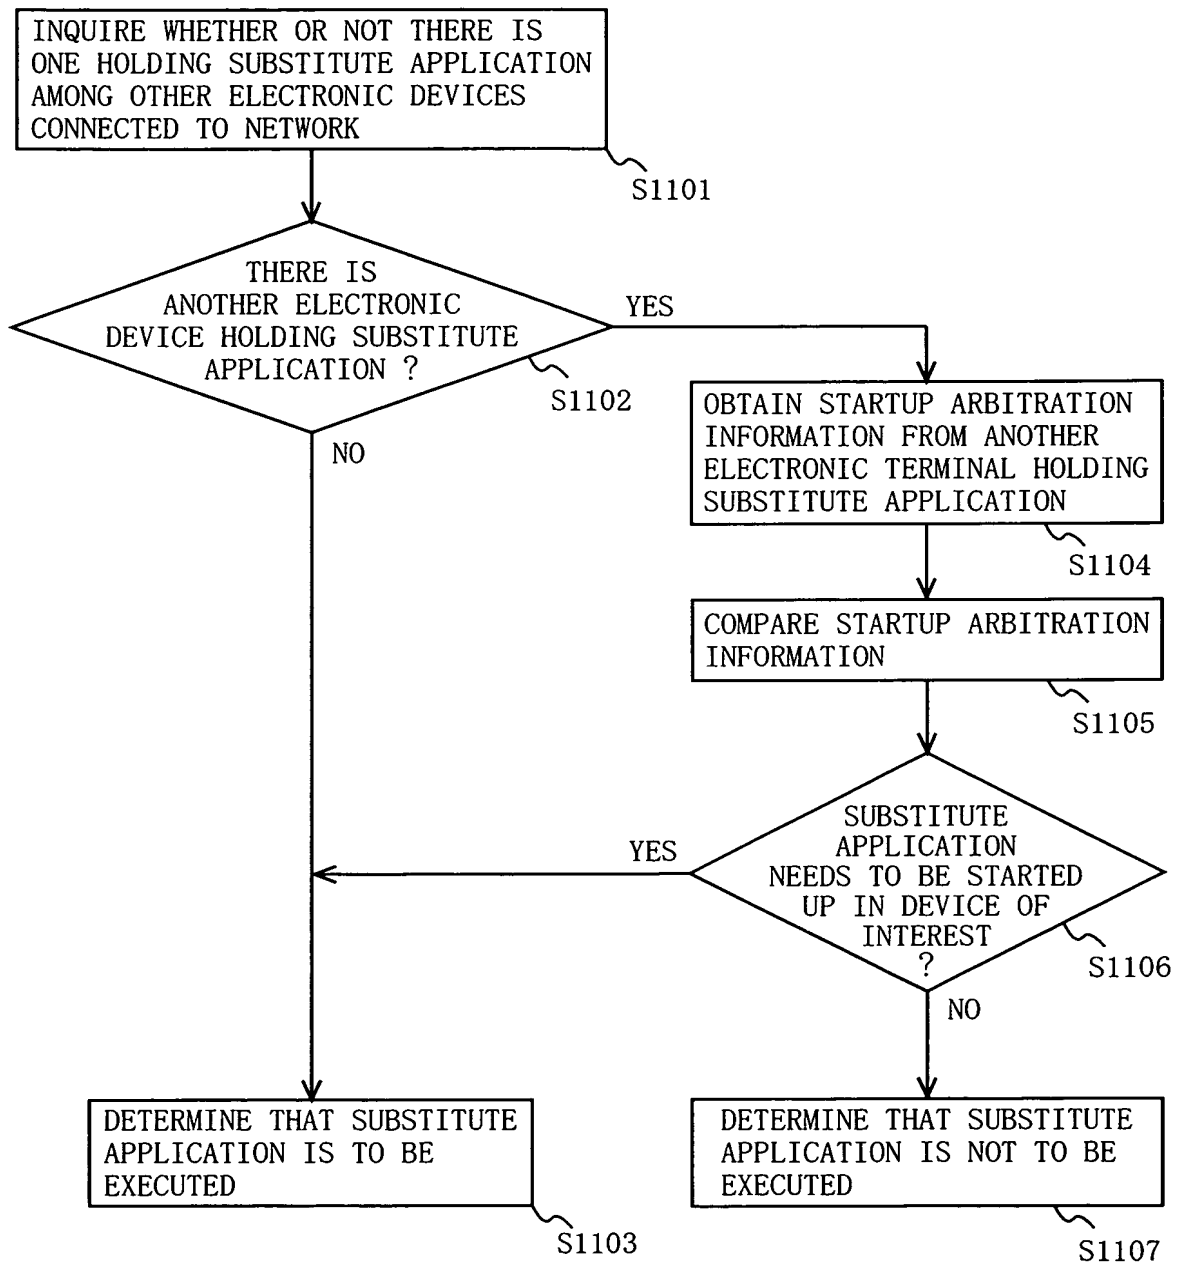 INQUIRE WHETHER OR NOT THERE IS
ONE HOLDING SUBSTITUTE APPLICATION
AMONG OTHER ELECTRONIC DEVICES
CONNECTED TO NETWORK
S1101
THERE IS
ANOTHER ELECTRONIC
DEVICE HOLDING SUBSTITUTE
APPLICATION ?
S1102
YES
NO
OBTAIN STARTUP ARBITRATION
INFORMATION FROM ANOTHER
ELECTRONIC TERMINAL HOLDING
SUBSTITUTE APPLICATION
S1104
COMPARE STARTUP ARBITRATION
INFORMATION
S1105
SUBSTITUTE
APPLICATION
NEEDS TO BE STARTED
UP IN DEVICE OF
INTEREST
?
S1106
YES
NO
DETERMINE THAT SUBSTITUTE
APPLICATION IS TO BE
EXECUTED
S1103
DETERMINE THAT SUBSTITUTE
APPLICATION IS NOT TO BE
EXECUTED
S1107